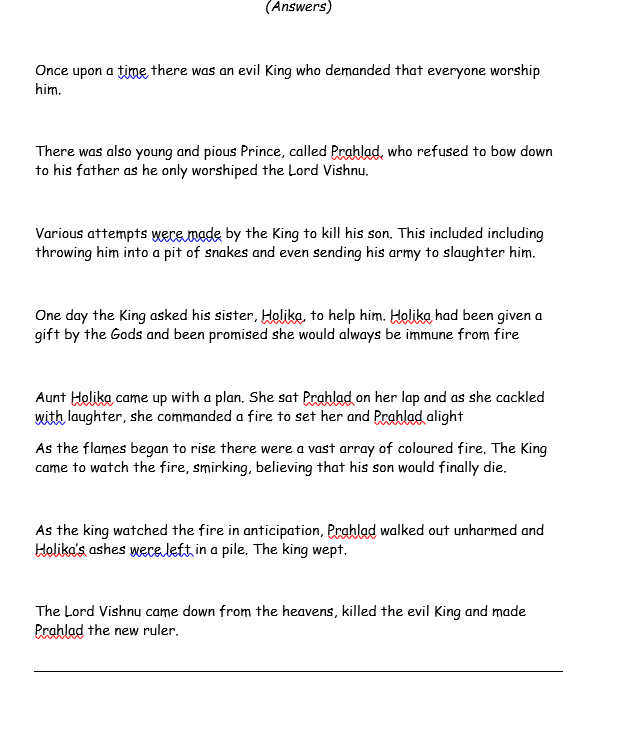 (Answers)
Once upon a time there was an evil King who demanded that everyone worship
him.
There was also young and pious Prince, called Prahlad, who refused to bow down
to his father as he only worshiped the Lord Vishnu.
Various attempts were made by the King to kill his son. This included including
throwing him into a pit of snakes and even sending his army to slaughter him.
One day the King asked his sister, Holika, to help him. Holika had been given a
gift by the Gods and been promised she would always be immune from fire
Aunt Holika came up with a plan. She sat Prahlad on her lap and as she cackled
with laughter, she commanded a fire to set her and Prahlad alight
As the flames began to rise there were a vast array of coloured fire. The King
came to watch the fire, smirking, believing that his son would finally die.
As the king watched the fire in anticipation, Prahlad walked out unharmed and
Holika's ashes were left in a pile. The king wept.
The Lord Vishnu came down from the heavens, killed the evil King and made
Prahlad the new ruler.